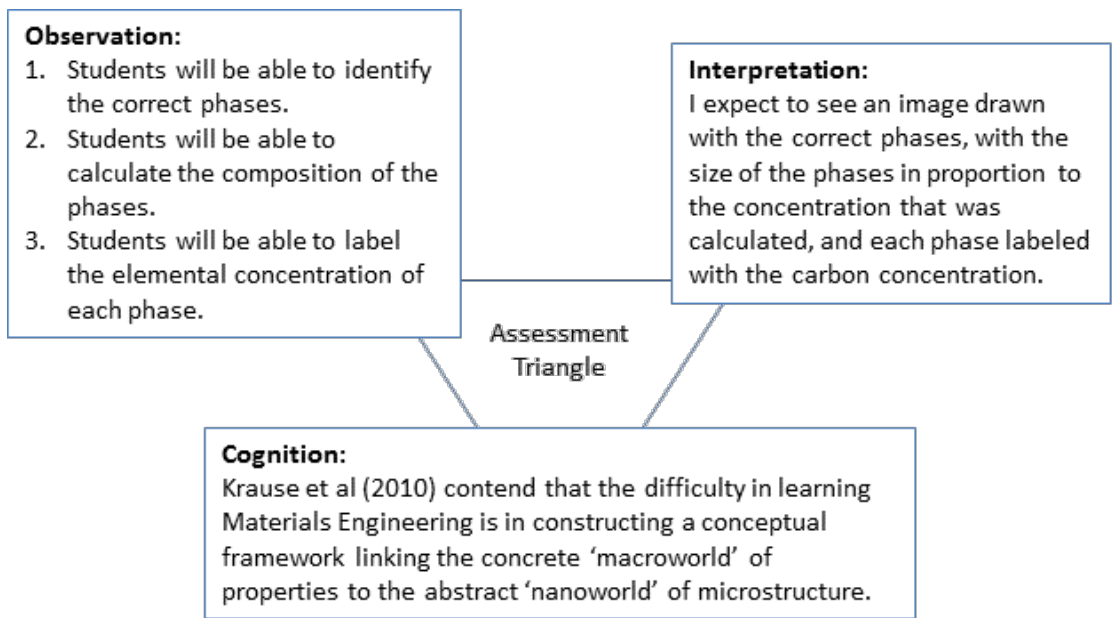 Observation:
1. Students will be able to identify
the correct phases.
2. Students will be able to
calculate the composition of the
phases.
3. Students will be able to label
the elemental concentration of
each phase.
Interpretation:
I expect to see an image drawn
with the correct phases, with the
size of the phases in proportion to
the concentration that was
calculated, and each phase labeled
with the carbon concentration.
Assessment
Triangle
Cognition:
Krause et al (2010) contend that the difficulty in learning
Materials Engineering is in constructing a conceptual
framework linking the concrete ‘macroworld’ of
properties to the abstract ‘nanoworld’ of microstructure.